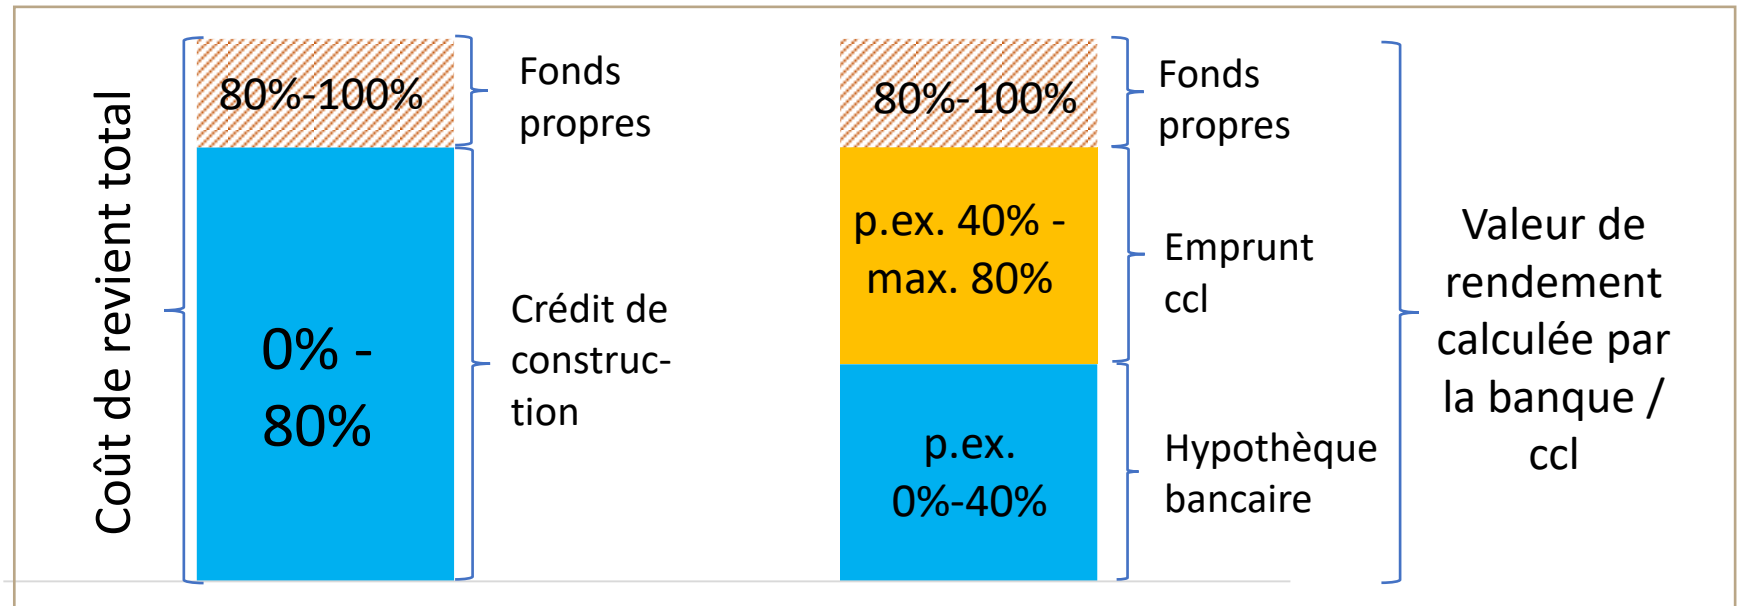 Coût de revient total
80%-100%
Fonds
propres
0% -
80%
Crédit de
construc-
tion
80%-100%
Fonds
propres
p.ex. 40% -
max. 80%
Emprunt
ccl
p.ex.
0%-40%
Hypothèque
bancaire
Valeur de
rendement
calculée par
la banque /
ccl